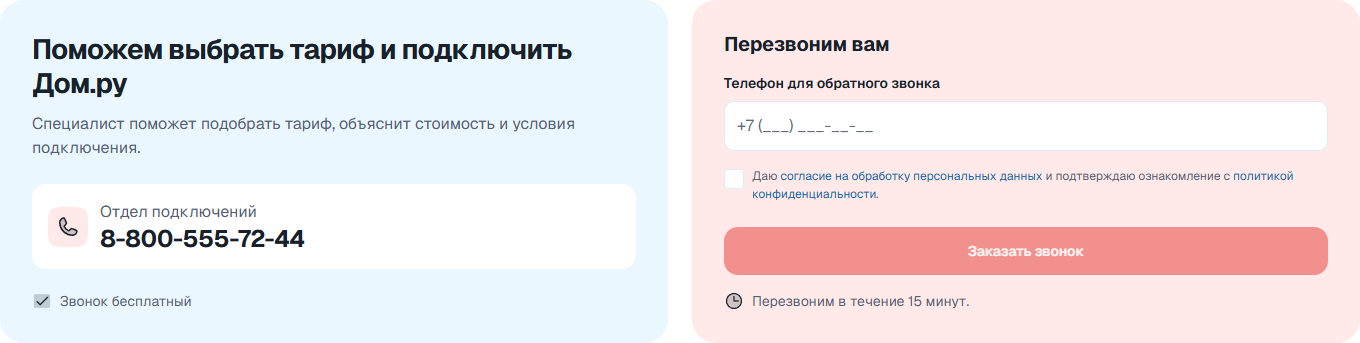 Поможем выбрать тариф и подключить
Дом.ру
Специалист поможет подобрать тариф, объяснит стоимость и условия
подключения.
Отдел подключений
8-800-555-72-44
Звонок бесплатный
Перезвоним вам
Телефон для обратного звонка
+7 (___) ___-__-__
Даю согласие на обработку персональных данных и подтверждаю ознакомление с политикой
конфиденциальности.
Заказать звонок
Перезвоним в течение 15 минут.